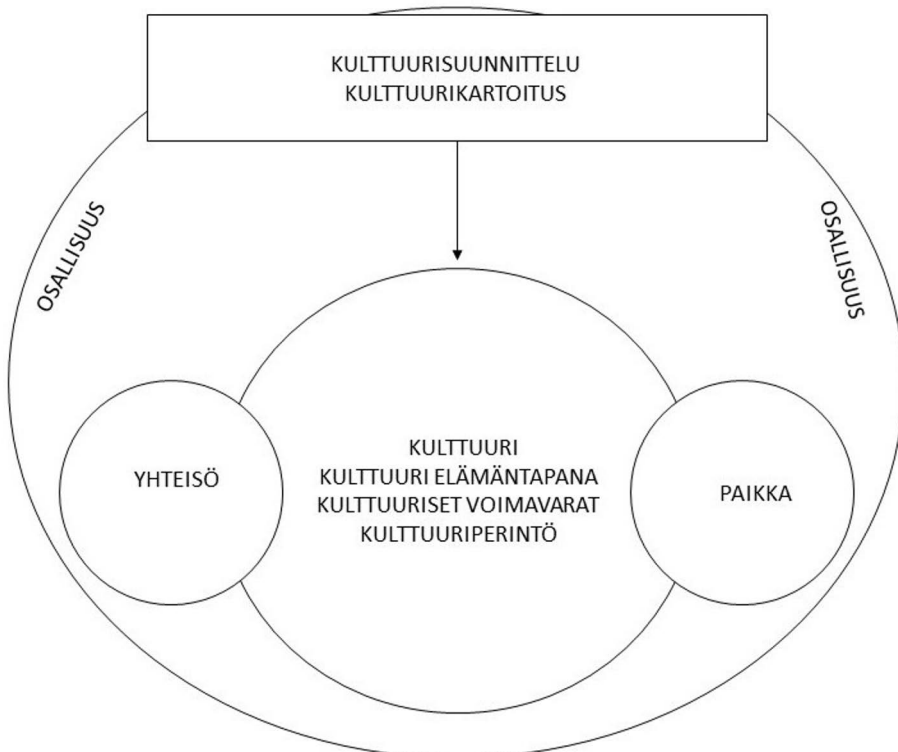 KULTTUURISUUNNITTELU
KULTTUURIKARTOITUS
OSALLISUUS
OSALLISUUS
YHTEISÖ
KULTTUURI
KULTTUURI ELÄMÄNTAPANA
KULTTUURISET VOIMAVARAT
KULTTUURIPERINTÖ
PAIKKA